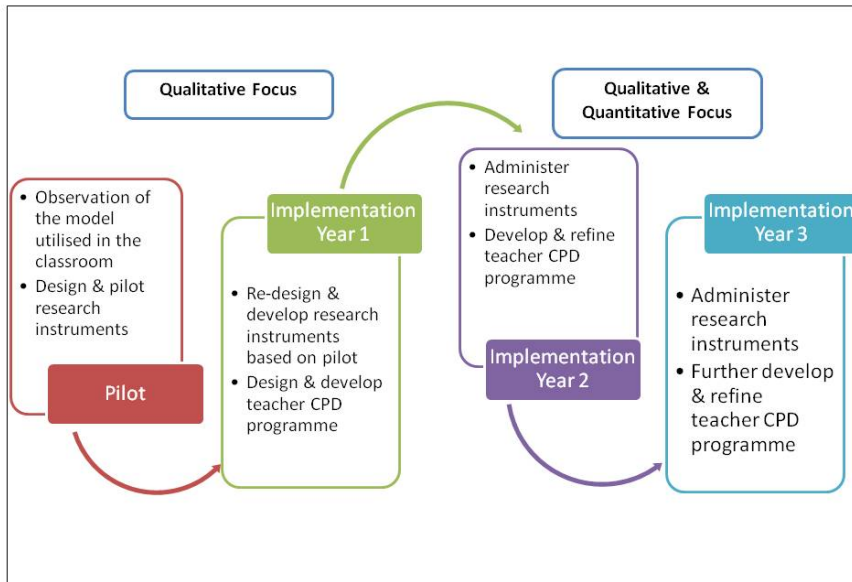 Qualitative Focus
Qualitative &
Quantitative Focus
• Observation of
the model
utilised in the
classroom
• Design & pilot
research
instruments
Pilot
Implementation
Year 1
• Re-design &
develop research
instruments
based on pilot
• Design & develop
teacher CPD
programme
• Administer
research
instruments
• Develop & refine
teacher CPD
programme
Implementation
Year 2
Implementation
Year 3
• Administer
research
instruments
• Further develop
& refine
teacher CPD
programme